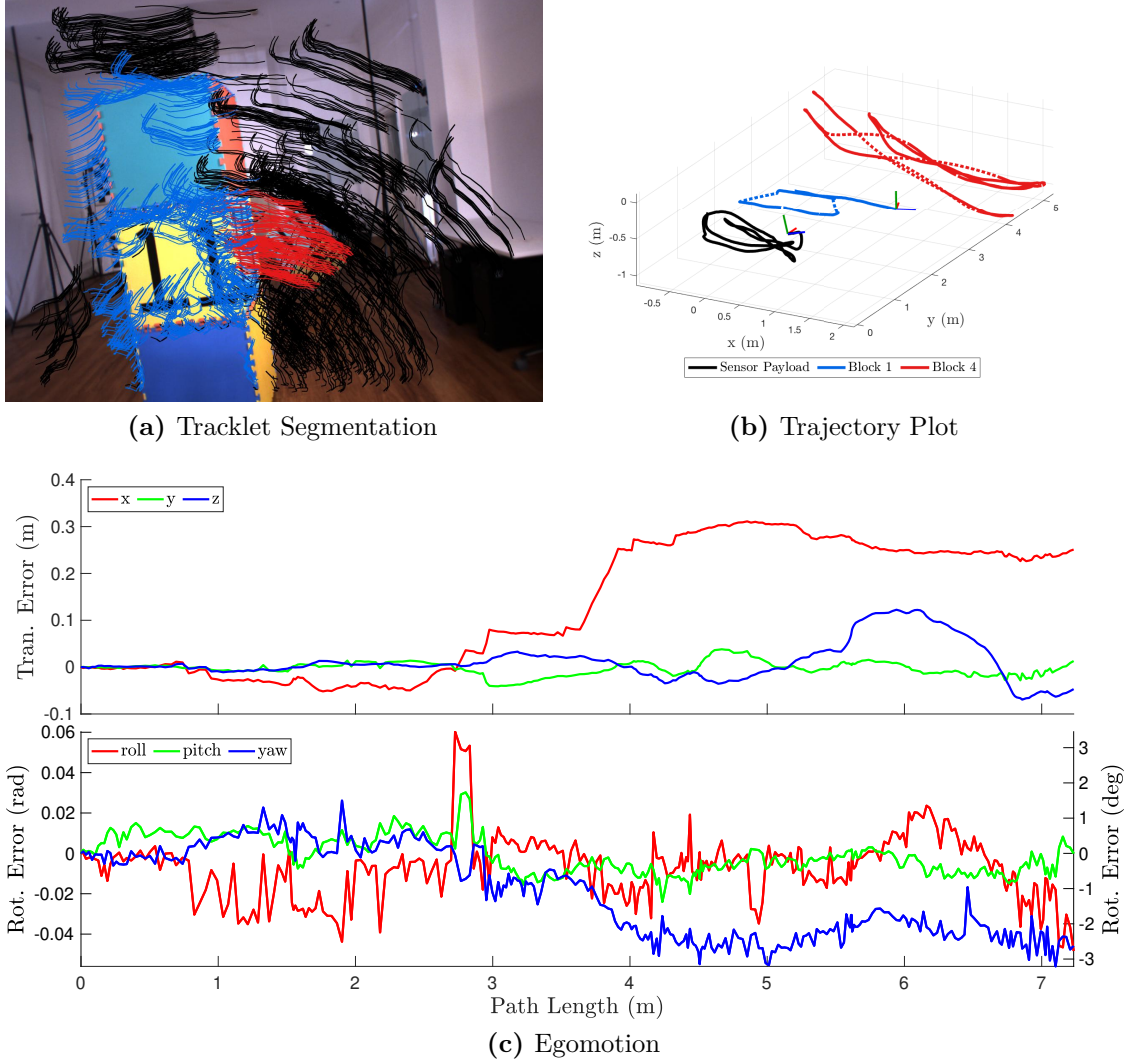 0
-0.5
-1
z (m)
-0.5
0
0.5
1
1.5
2
x (m)
0
1
2
3
4
5
y (m)
Sensor Payload Block 1 Block 4
(a) Tracklet Segmentation
(b) Trajectory Plot
0.4
0.3
0.2
0.1
0
-0.1
Tran. Error (m)
x y z
0.06
0.04
0.02
0
-0.02
-0.04
Rot. Error (rad)
roll pitch yaw
3
2
1
0
-1
-2
-3
Rot. Error (deg)
0 1 2 3 4 5 6 7
Path Length (m)
(c) Egomotion